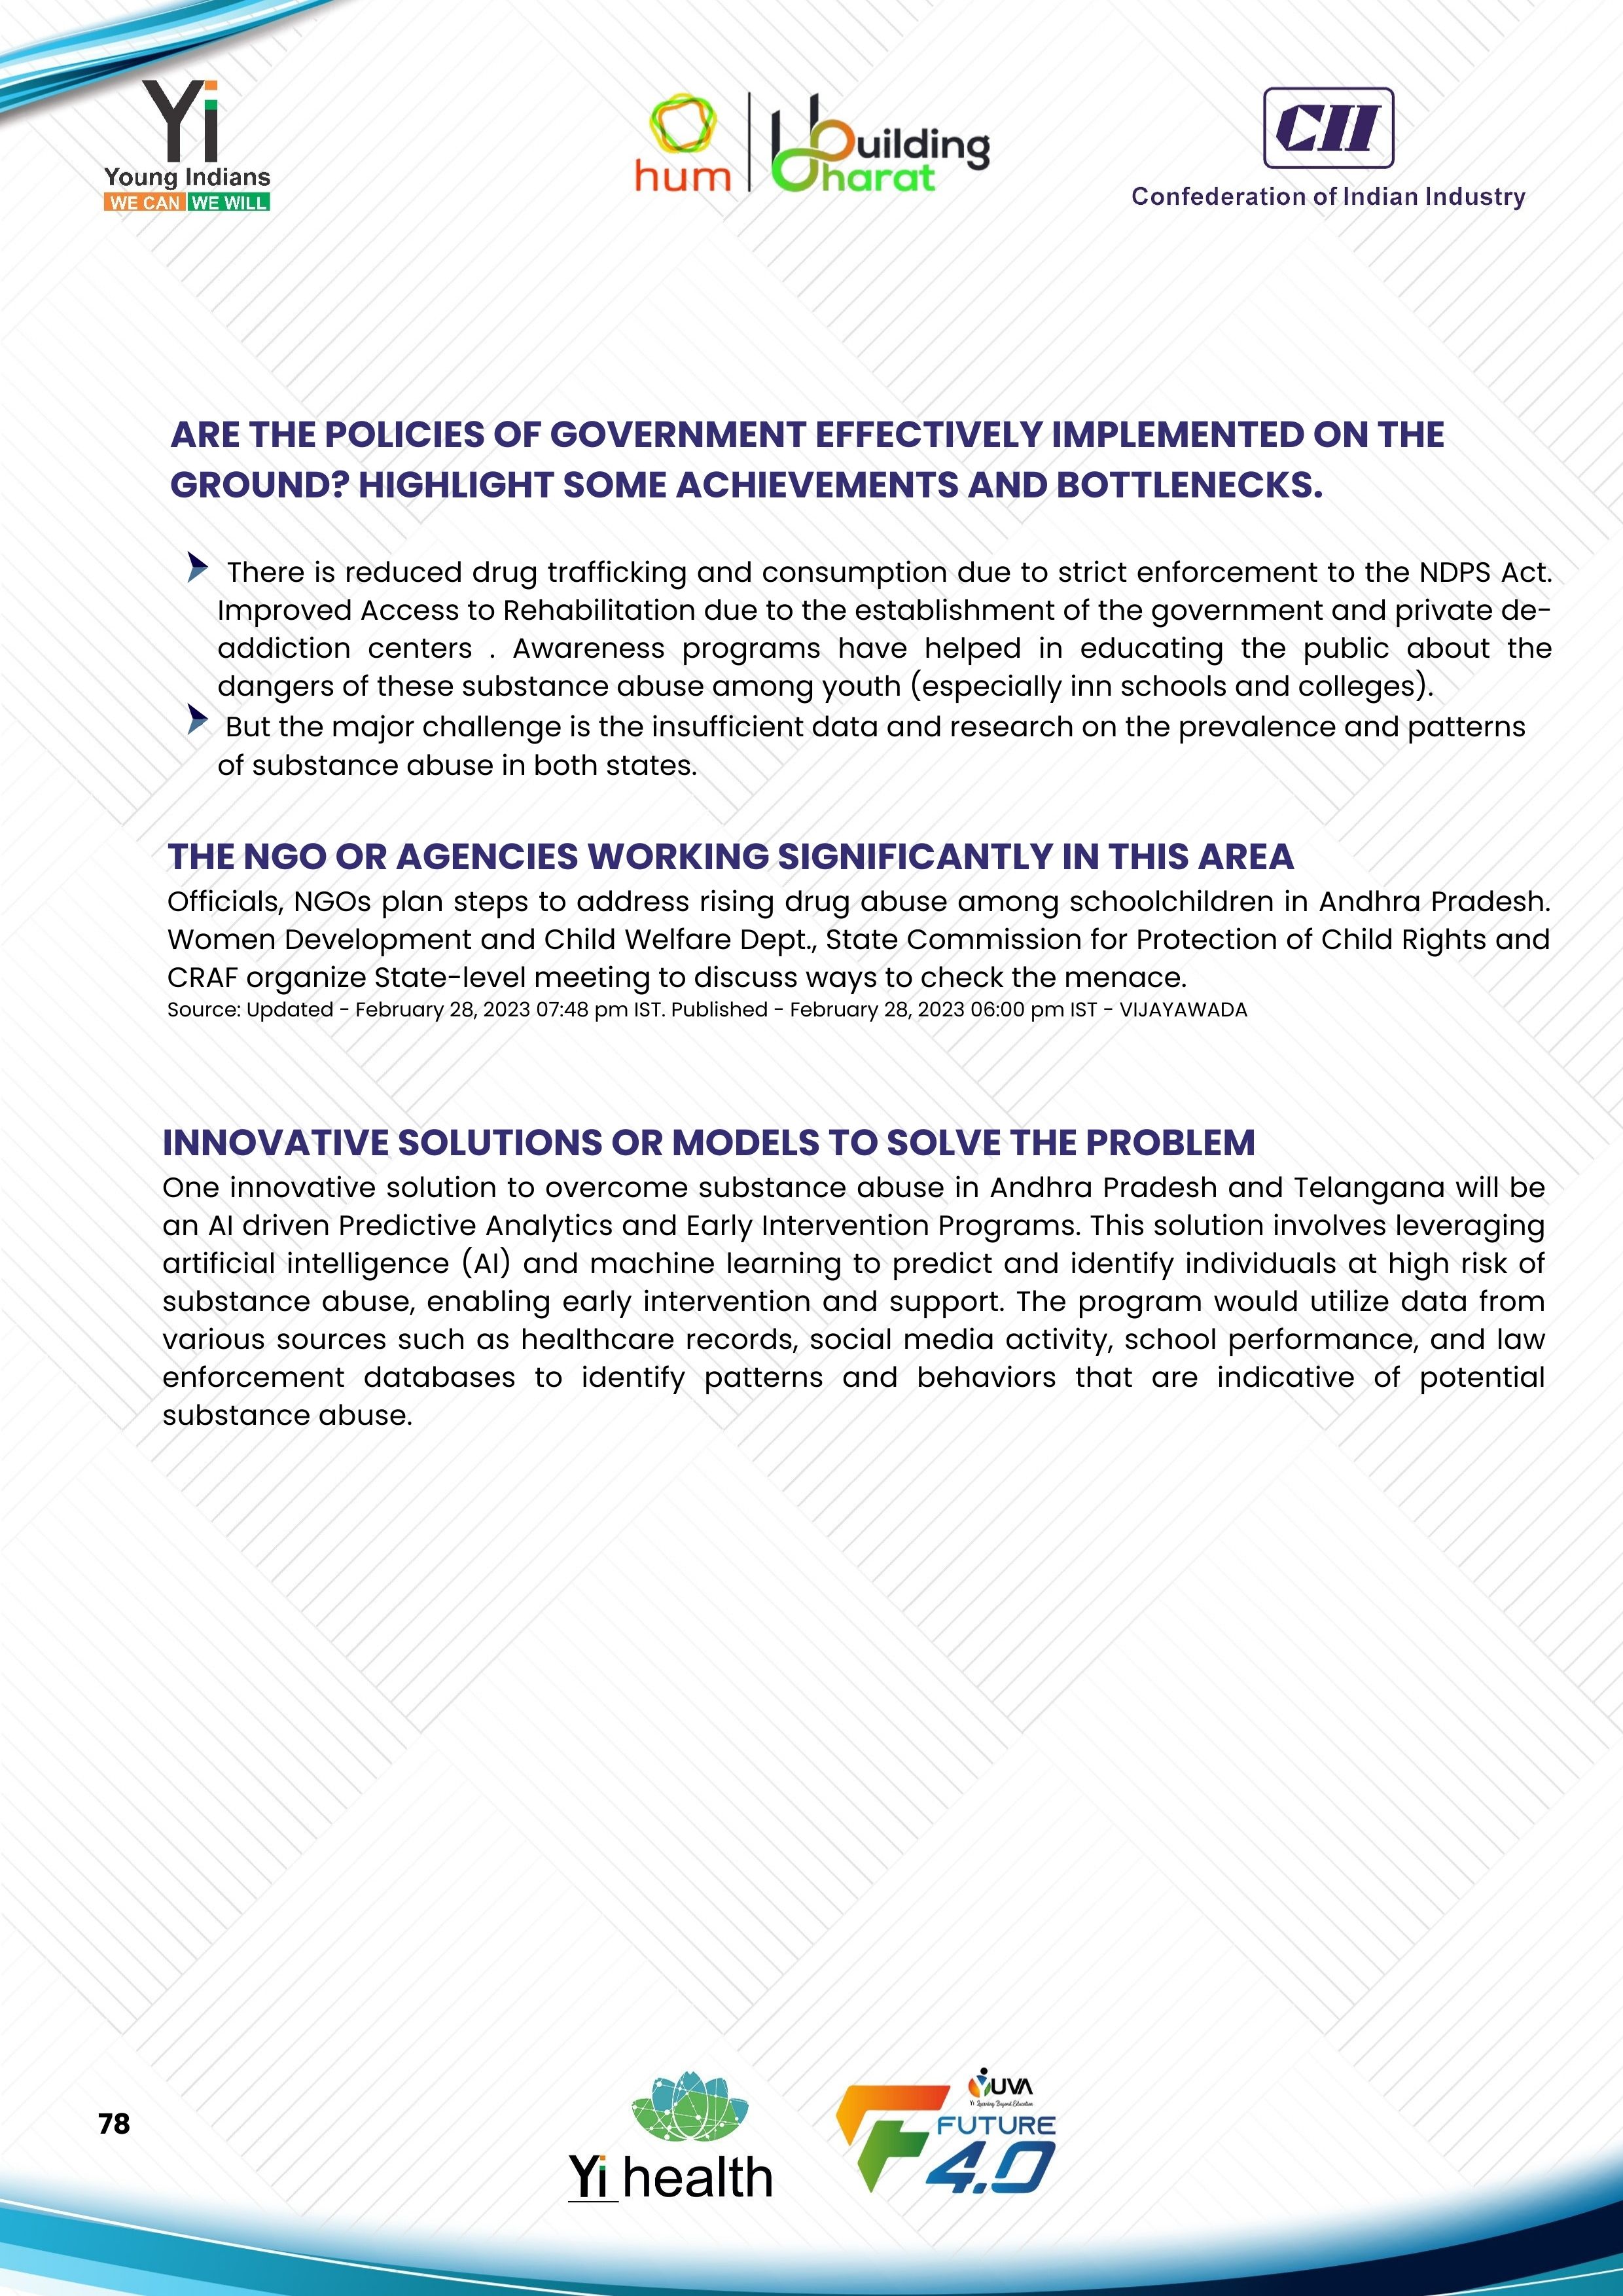 Yi
Young Indians
WE CAN WE WILL
hum
Building
Bharat
CII
Confederation of Indian Industry
ARE THE POLICIES OF GOVERNMENT EFFECTIVELY IMPLEMENTED ON THE
GROUND? HIGHLIGHT SOME ACHIEVEMENTS AND BOTTLENECKS.
There is reduced drug trafficking and consumption due to strict enforcement to the NDPS Act.
Improved Access to Rehabilitation due to the establishment of the government and private de-
addiction centers . Awareness programs have helped in educating the public about the
dangers of these substance abuse among youth (especially inn schools and colleges).
But the major challenge is the insufficient data and research on the prevalence and patterns
of substance abuse in both states.
THE NGO OR AGENCIES WORKING SIGNIFICANTLY IN THIS AREA
Officials, NGOs plan steps to address rising drug abuse among schoolchildren in Andhra Pradesh.
Women Development and Child Welfare Dept., State Commission for Protection of Child Rights and
CRAF organize State-level meeting to discuss ways to check the menace.
Source: Updated - February 28, 2023 07:48 pm IST. Published - February 28, 2023 06:00 pm IST - VIJAYAWADA
INNOVATIVE SOLUTIONS OR MODELS TO SOLVE THE PROBLEM
One innovative solution to overcome substance abuse in Andhra Pradesh and Telangana will be
an AI driven Predictive Analytics and Early Intervention Programs. This solution involves leveraging
artificial intelligence (AI) and machine learning to predict and identify individuals at high risk of
substance abuse, enabling early intervention and support. The program would utilize data from
various sources such as healthcare records, social media activity, school performance, and law
enforcement databases to identify patterns and behaviors that are indicative of potential
substance abuse.
78
Yi health
YUVA
Yi Learning Beyond Education
FUTURE
4.0